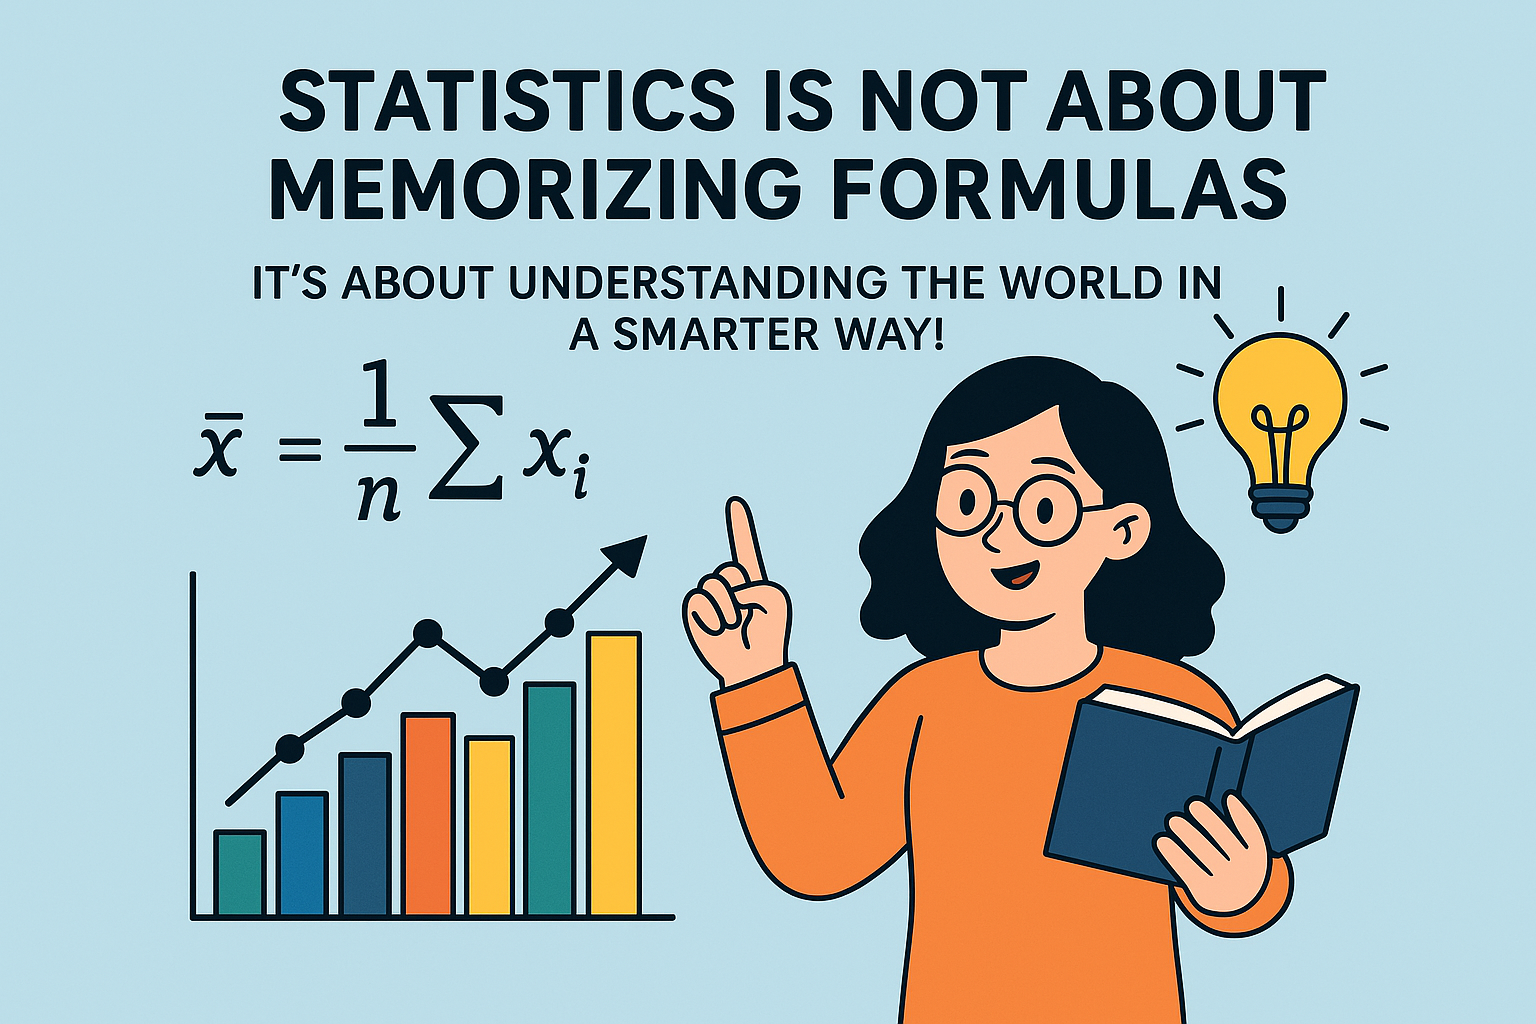 STATISTICS IS NOT ABOUT
MEMORIZING FORMULAS
IT'S ABOUT UNDERSTANDING THE WORLD IN
A SMARTER WAY!
x̄ = 1/n ∑ xᵢ